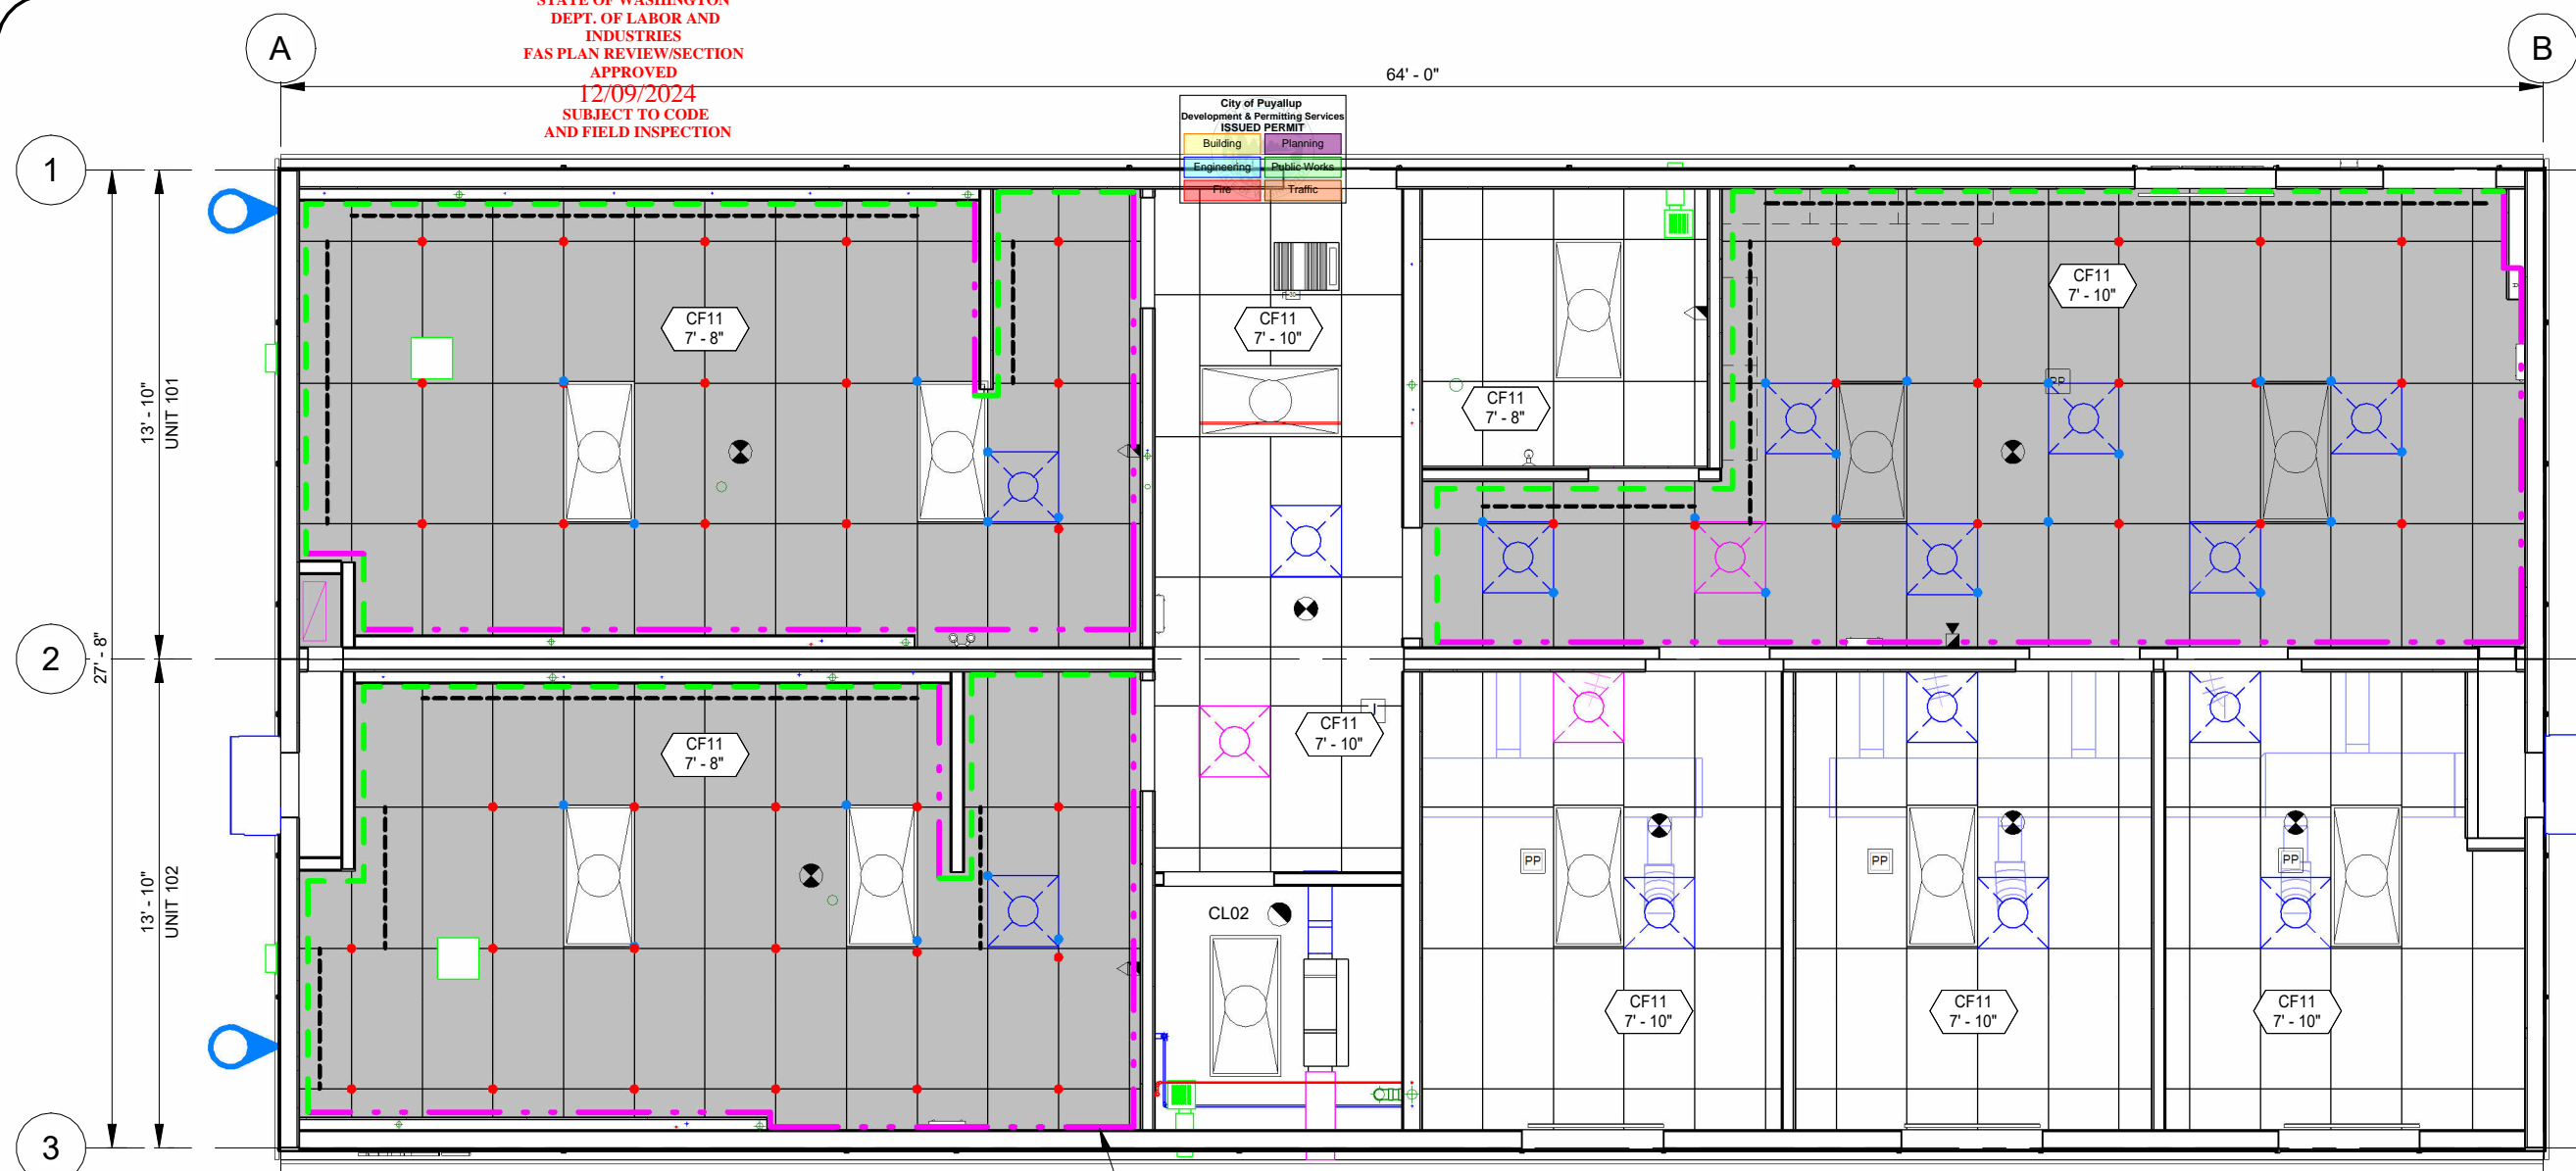 STATE OF WASHINGTON
DEPT. OF LABOR AND
INDUSTRIES
FAS PLAN REVIEW/SECTION
APPROVED
12/09/2024
SUBJECT TO CODE
AND FIELD INSPECTION
A
B
64' - 0"
City of Puyallup
Development & Permitting Services
ISSUED PERMIT
Building
Planning
Engineering
Public Works
Fire
Traffic
1
2
3
13' - 10"
UNIT 101
27' - 8"
13' - 10"
UNIT 102
CF11
7' - 8"
CF11
7' - 10"
CF11
7' - 8"
CF11
7' - 10"
PP
CF11
7' - 8"
J
CF11
7' - 10"
CL02
PP
PP
PP
CF11
7' - 10"
CF11
7' - 10"
CF11
7' - 10"